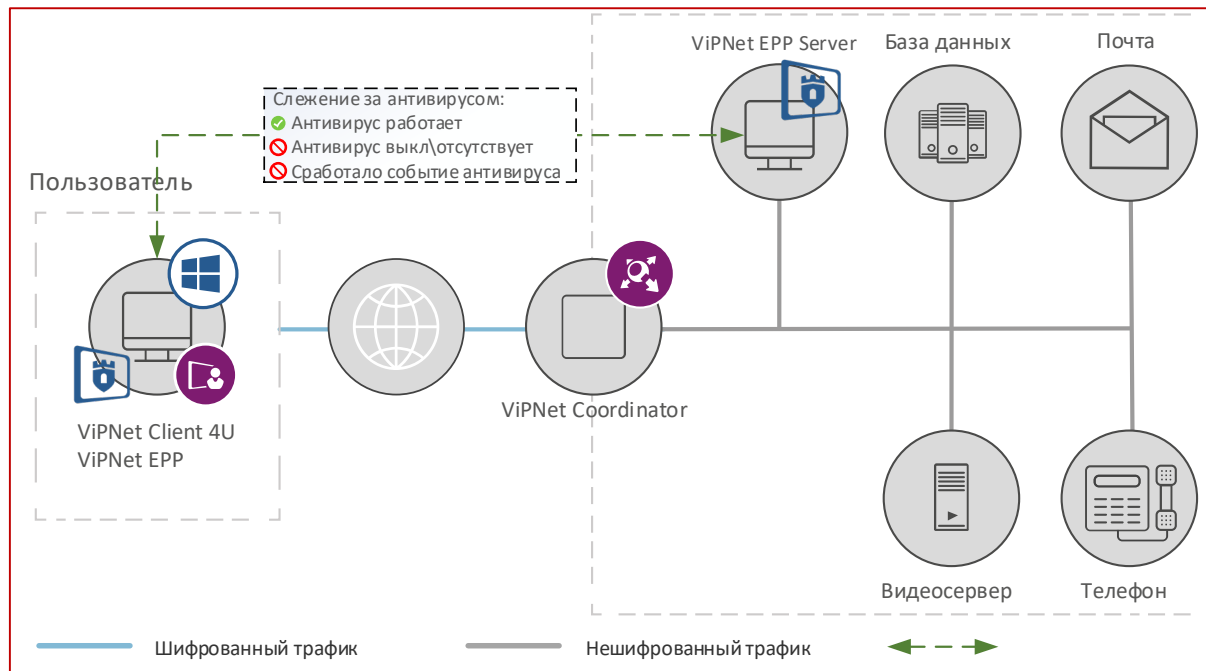 ViPNet EPP Server
База данных
Почта
Слежение за антивирусом:
Антивирус работает
Антивирус выкл\отсутствует
Сработало событие антивируса
Пользователь
ViPNet Client 4U
ViPNet EPP
ViPNet Coordinator
Видеосервер
Телефон
Шифрованный трафик
Нешифрованный трафик